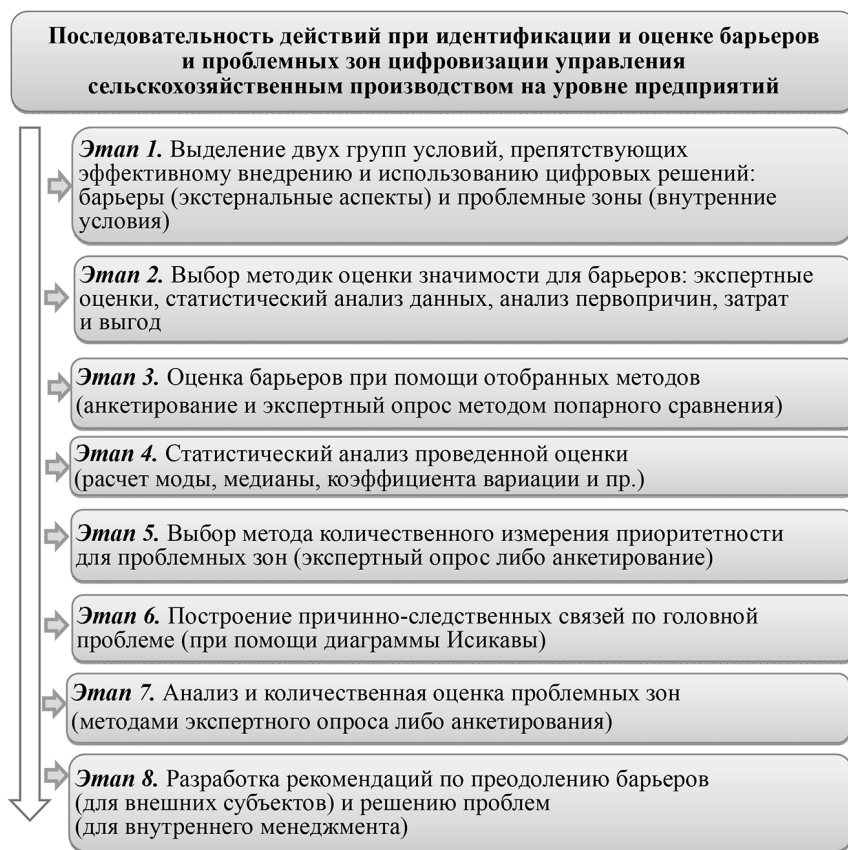 Последовательность действий при идентификации и оценке барьеров
и проблемных зон цифровизации управления
сельскохозяйственным производством на уровне предприятий
Этап 1. Выделение двух групп условий, препятствующих
эффективному внедрению и использованию цифровых решений:
барьеры (экстернальные аспекты) и проблемные зоны (внутренние
условия)
Этап 2. Выбор методик оценки значимости для барьеров: экспертные
оценки, статистический анализ данных, анализ первопричин, затрат
и выгод
Этап 3. Оценка барьеров при помощи отобранных методов
(анкетирование и экспертный опрос методом попарного сравнения)
Этап 4. Статистический анализ проведенной оценки
(расчет моды, медианы, коэффициента вариации и пр.)
Этап 5. Выбор метода количественного измерения приоритетности
для проблемных зон (экспертный опрос либо анкетирование)
Этап 6. Построение причинно-следственных связей по головной
проблеме (при помощи диаграммы Исикавы)
Этап 7. Анализ и количественная оценка проблемных зон
(методами экспертного опроса либо анкетирования)
Этап 8. Разработка рекомендаций по преодолению барьеров
(для внешних субъектов) и решению проблем
(для внутреннего менеджмента)